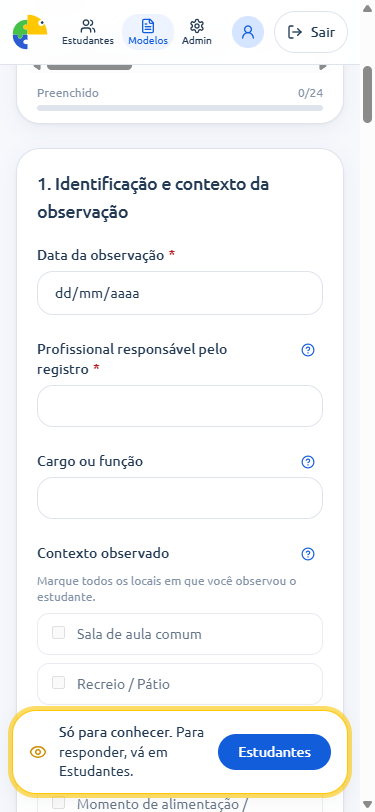 Estudantes
Modelos
Admin
Sair
Preenchido
0/24
1. Identificação e contexto da
observação
Data da observação *
dd/mm/aaaa
Profissional responsável pelo
registro *
Cargo ou função
Contexto observado
Marque todos os locais em que você observou o
estudante.
Sala de aula comum
Recreio / Pátio
Só para conhecer. Para
responder, vá em
Estudantes.
Estudantes
Momento de alimentação /